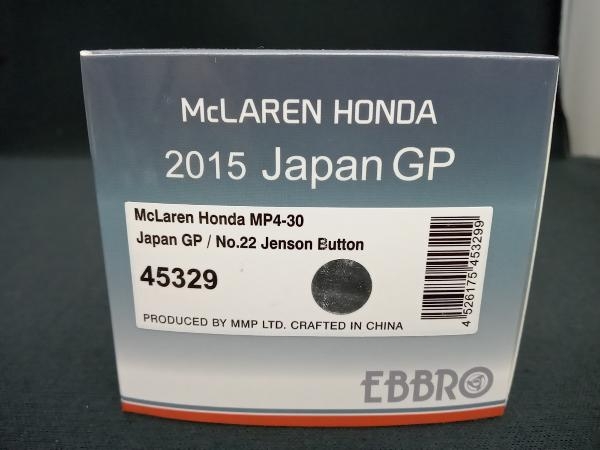 McLAREN HONDA
2015 Japan GP
McLaren Honda MP4-30
Japan GP / No.22 Jenson Button
45329
PRODUCED BY MMP LTD. CRAFTED IN CHINA
4 526175 453299
EBBRO